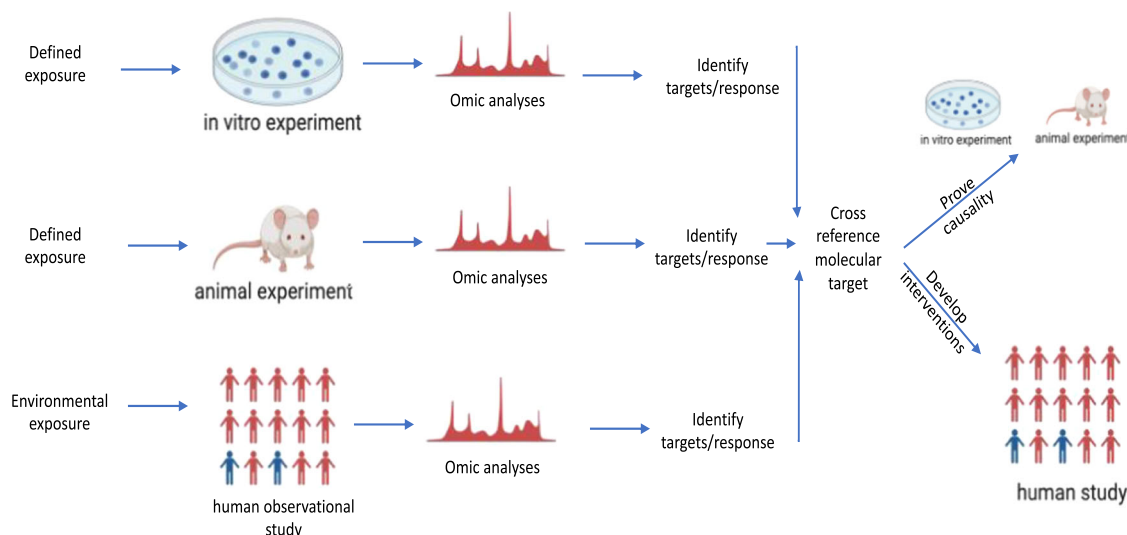 Defined
exposure
in vitro experiment
Omic analyses
Identify
targets/response
Defined
exposure
animal experiment
Omic analyses
Identify
targets/response
Environmental
exposure
human observational
study
Omic analyses
Identify
targets/response
Cross
reference
molecular
target
Prove
causality
in vitro experiment
animal experiment
Develop
interventions
human study